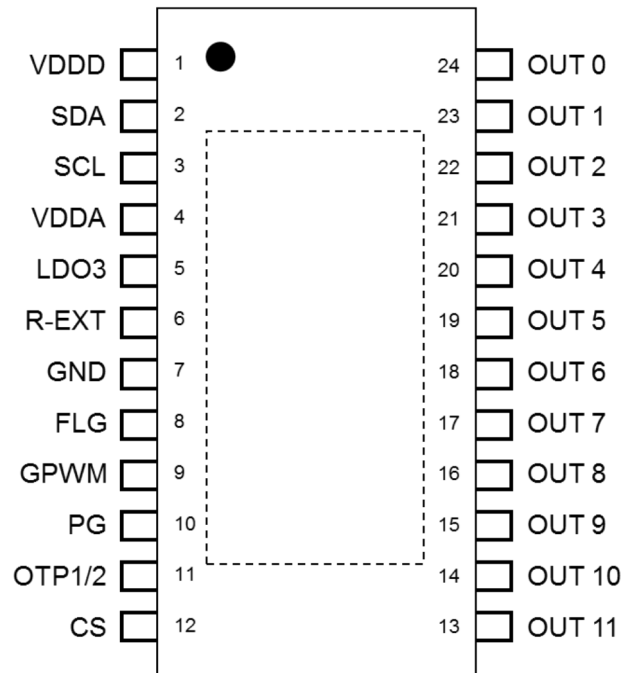 VDDD 1 24 OUT 0
SDA 2 23 OUT 1
SCL 3 22 OUT 2
VDDA 4 21 OUT 3
LDO3 5 20 OUT 4
R-EXT 6 19 OUT 5
GND 7 18 OUT 6
FLG 8 17 OUT 7
GPWM 9 16 OUT 8
PG 10 15 OUT 9
OTP1/2 11 14 OUT 10
CS 12 13 OUT 11